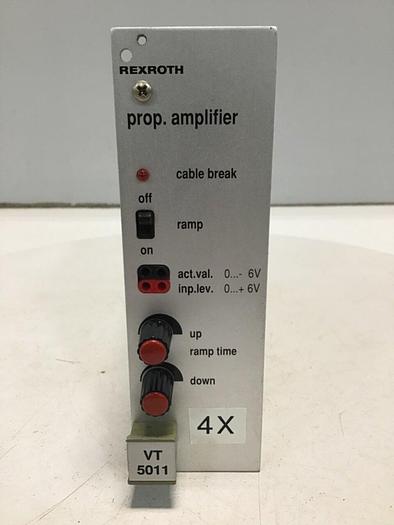 REXROTH
prop. amplifier
cable break
off
ramp
on
act.val. 0...- 6V
inp.lev. 0...+ 6V
up
ramp time
down
4X
VT
5011